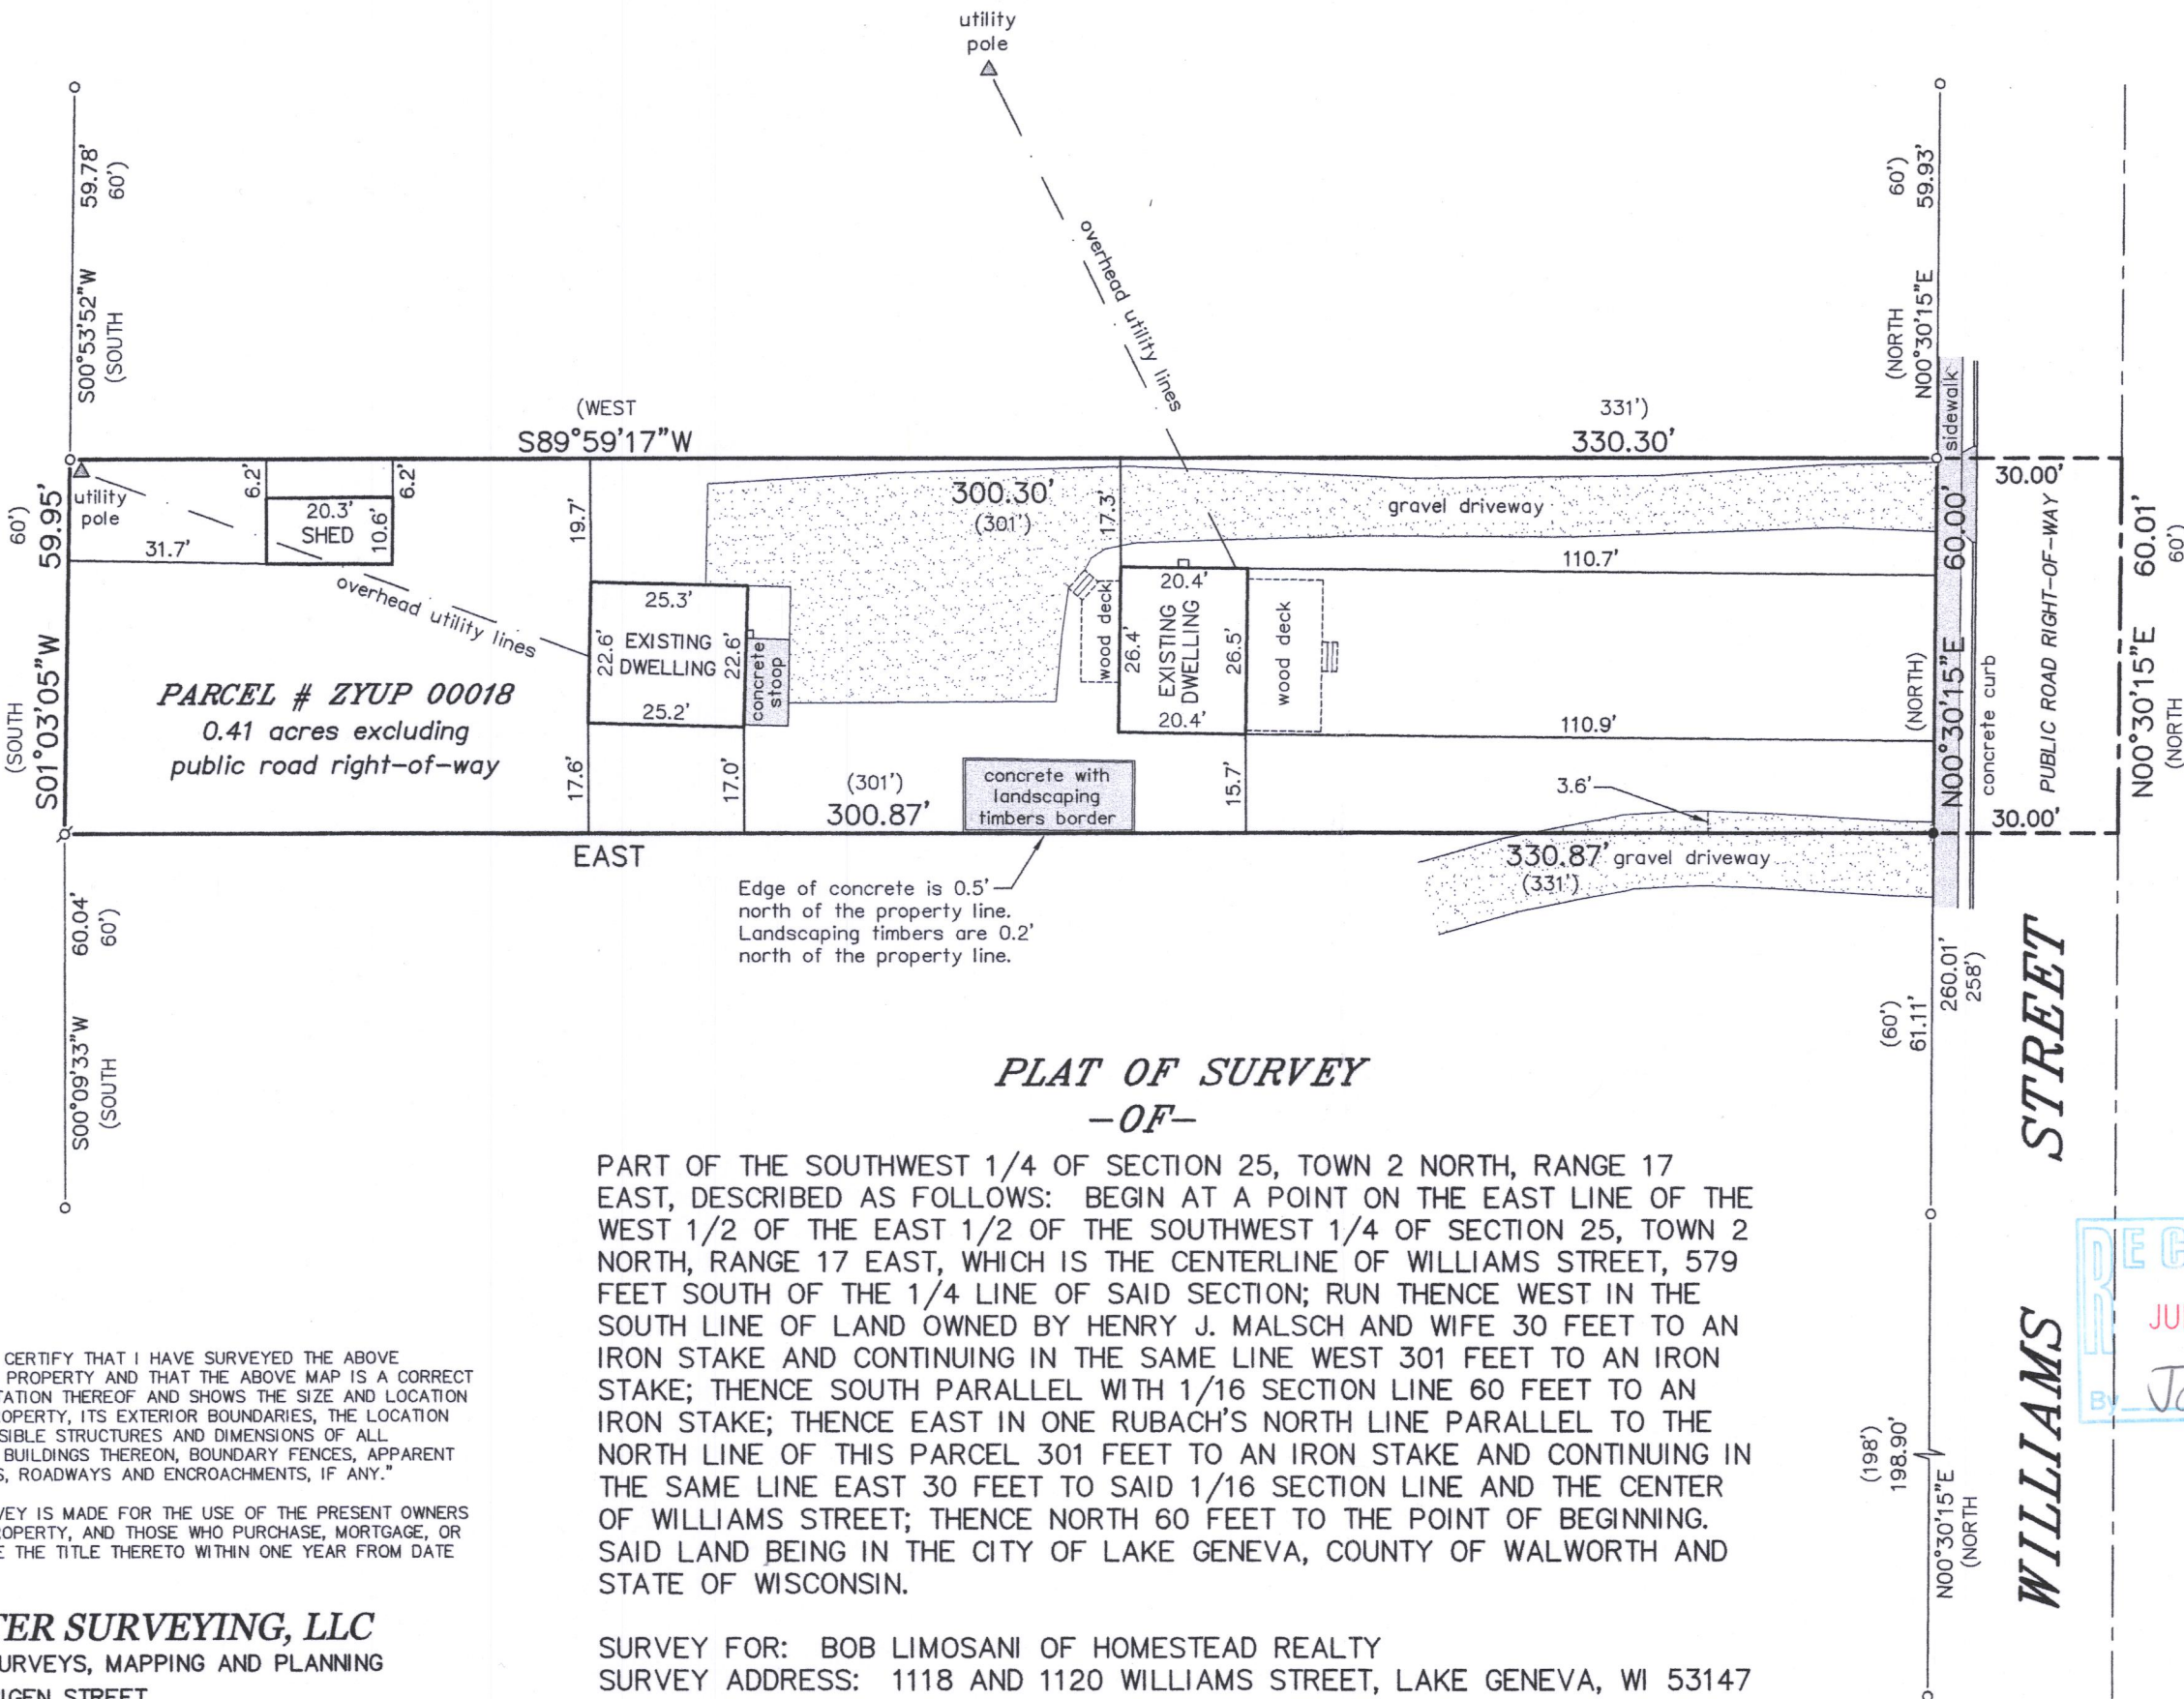 utility
pole
overhead utility lines
59.78'
60')
S00°53'52"W
(SOUTH
60')
59.93'
(NORTH
N00°30'15"E
sidewalk
(WEST
S89°59'17"W
331')
330.30'
utility
pole
6.2'
6.2'
20.3'
SHED
10.6'
31.7'
overhead utility lines
60')
59.95'
(SOUTH
S01°03'05"W
19.7'
300.30'
(301')
17.3'
gravel driveway
30.00'
60.00'
PUBLIC ROAD RIGHT-OF-WAY
60.01'
60')
110.7'
25.3'
22.6'
EXISTING
DWELLING
22.6'
25.2'
concrete
stoop
wood deck
20.4'
26.4'
EXISTING
DWELLING
26.5'
20.4'
wood deck
(NORTH)
N00°30'15"E
concrete curb
N00°30'15"E
(NORTH
PARCEL # ZYUP 00018
0.41 acres excluding
public road right-of-way
110.9'
17.6'
17.0'
(301')
300.87'
concrete with
landscaping
timbers border
15.7'
3.6'
30.00'
EAST
330.87'
(331')
gravel driveway
Edge of concrete is 0.5'
north of the property line.
Landscaping timbers are 0.2'
north of the property line.
60.04'
60')
S00°09'33"W
(SOUTH
260.01'
258')
(60')
61.11'
(198')
198.90'
N00°30'15"E
(NORTH
WILLIAMS STREET
PLAT OF SURVEY
-OF-
PART OF THE SOUTHWEST 1/4 OF SECTION 25, TOWN 2 NORTH, RANGE 17
EAST, DESCRIBED AS FOLLOWS: BEGIN AT A POINT ON THE EAST LINE OF THE
WEST 1/2 OF THE EAST 1/2 OF THE SOUTHWEST 1/4 OF SECTION 25, TOWN 2
NORTH, RANGE 17 EAST, WHICH IS THE CENTERLINE OF WILLIAMS STREET, 579
FEET SOUTH OF THE 1/4 LINE OF SAID SECTION; RUN THENCE WEST IN THE
SOUTH LINE OF LAND OWNED BY HENRY J. MALSCH AND WIFE 30 FEET TO AN
IRON STAKE AND CONTINUING IN THE SAME LINE WEST 301 FEET TO AN IRON
STAKE; THENCE SOUTH PARALLEL WITH 1/16 SECTION LINE 60 FEET TO AN
IRON STAKE; THENCE EAST IN ONE RUBACH'S NORTH LINE PARALLEL TO THE
NORTH LINE OF THIS PARCEL 301 FEET TO AN IRON STAKE AND CONTINUING IN
THE SAME LINE EAST 30 FEET TO SAID 1/16 SECTION LINE AND THE CENTER
OF WILLIAMS STREET; THENCE NORTH 60 FEET TO THE POINT OF BEGINNING.
SAID LAND BEING IN THE CITY OF LAKE GENEVA, COUNTY OF WALWORTH AND
STATE OF WISCONSIN.
SURVEY FOR: BOB LIMOSANI OF HOMESTEAD REALTY
SURVEY ADDRESS: 1118 AND 1120 WILLIAMS STREET, LAKE GENEVA, WI 53147
CERTIFY THAT I HAVE SURVEYED THE ABOVE
PROPERTY AND THAT THE ABOVE MAP IS A CORRECT
TATION THEREOF AND SHOWS THE SIZE AND LOCATION
OPERTY, ITS EXTERIOR BOUNDARIES, THE LOCATION
SIBLE STRUCTURES AND DIMENSIONS OF ALL
BUILDINGS THEREON, BOUNDARY FENCES, APPARENT
S, ROADWAYS AND ENCROACHMENTS, IF ANY."
VEY IS MADE FOR THE USE OF THE PRESENT OWNERS
OPERTY, AND THOSE WHO PURCHASE, MORTGAGE, OR
E THE TITLE THERETO WITHIN ONE YEAR FROM DATE
TER SURVEYING, LLC
URVEYS, MAPPING AND PLANNING
IGEN STREET
JU
By